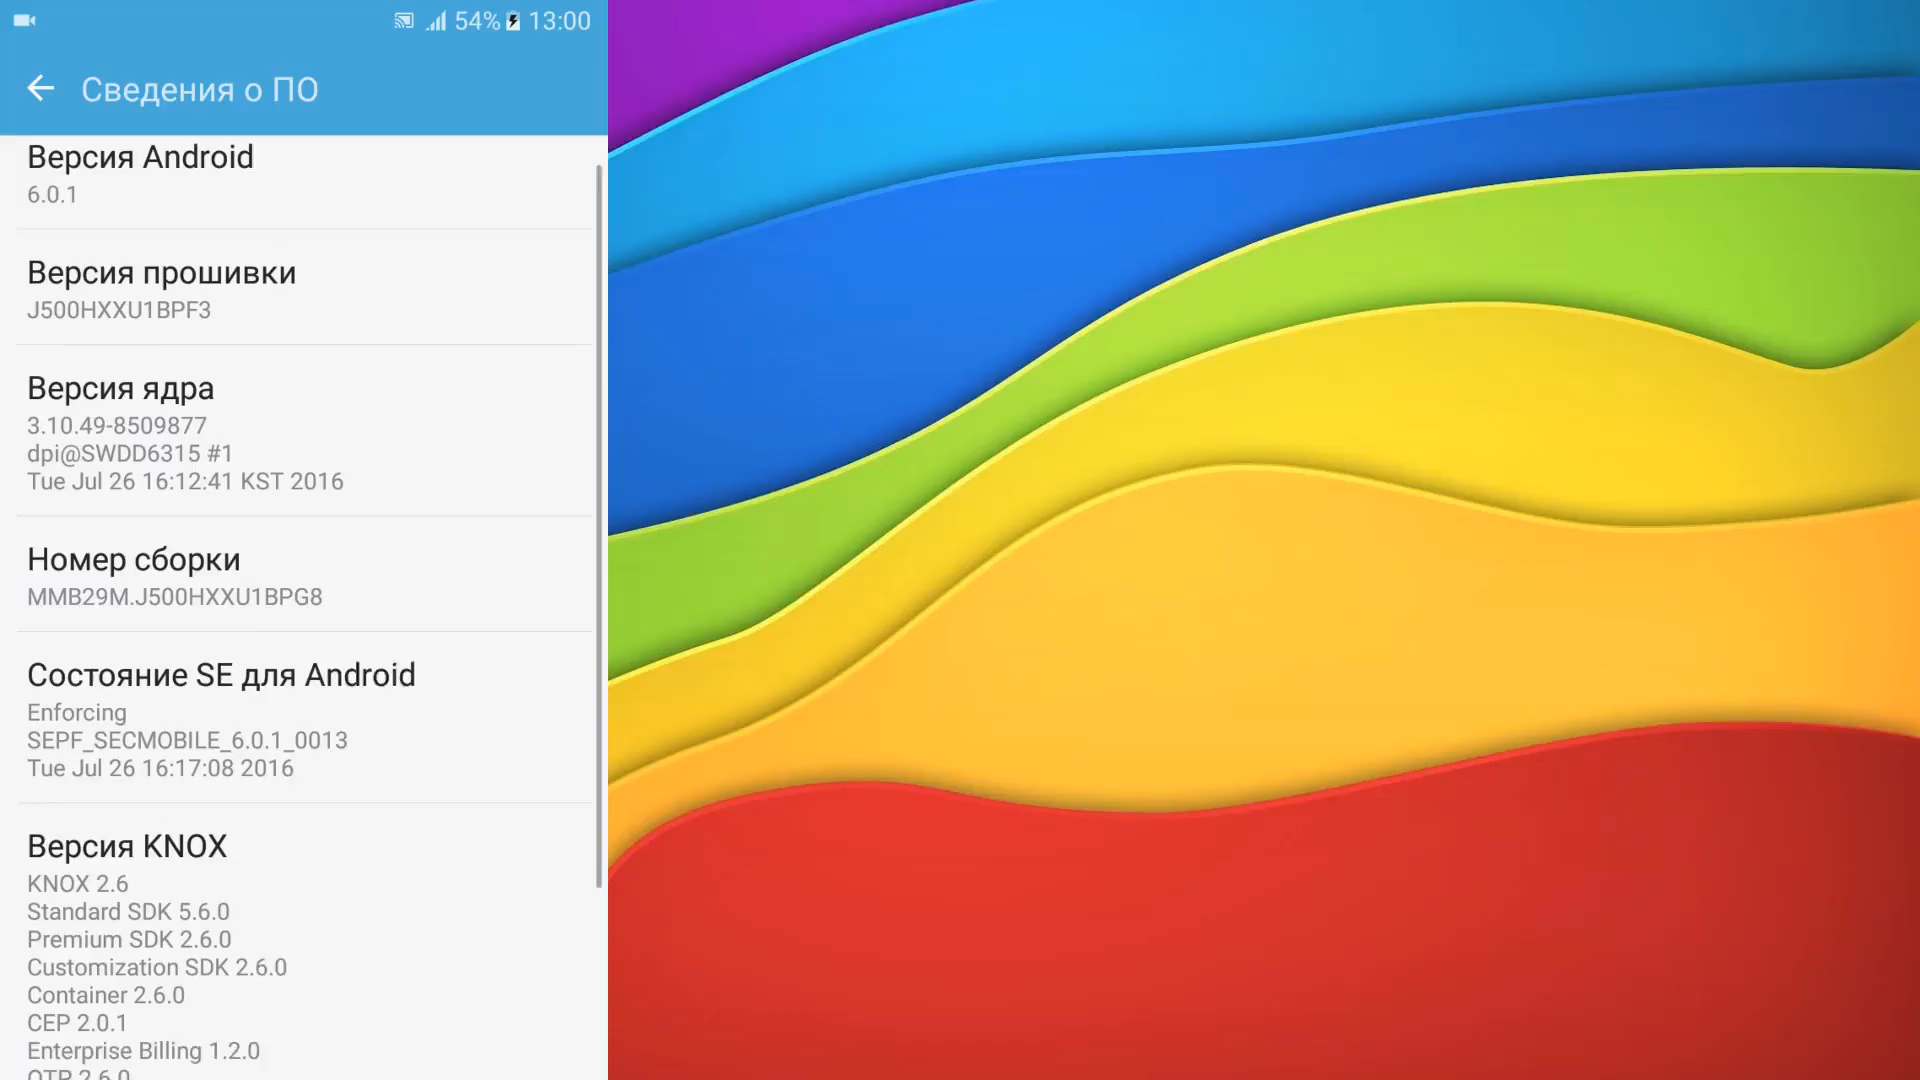 54% 13:00
Сведения о ПО
Версия Android
6.0.1
Версия прошивки
J500HXXU1BPF3
Версия ядра
3.10.49-8509877
dpi@SWDD6315 #1
Tue Jul 26 16:12:41 KST 2016
Номер сборки
MMB29M.J500HXXU1BPG8
Состояние SE для Android
Enforcing
SEPF_SECMOBILE_6.0.1_0013
Tue Jul 26 16:17:08 2016
Версия KNOX
KNOX 2.6
Standard SDK 5.6.0
Premium SDK 2.6.0
Customization SDK 2.6.0
Container 2.6.0
CEP 2.0.1
Enterprise Billing 1.2.0
OTP 2.6.0